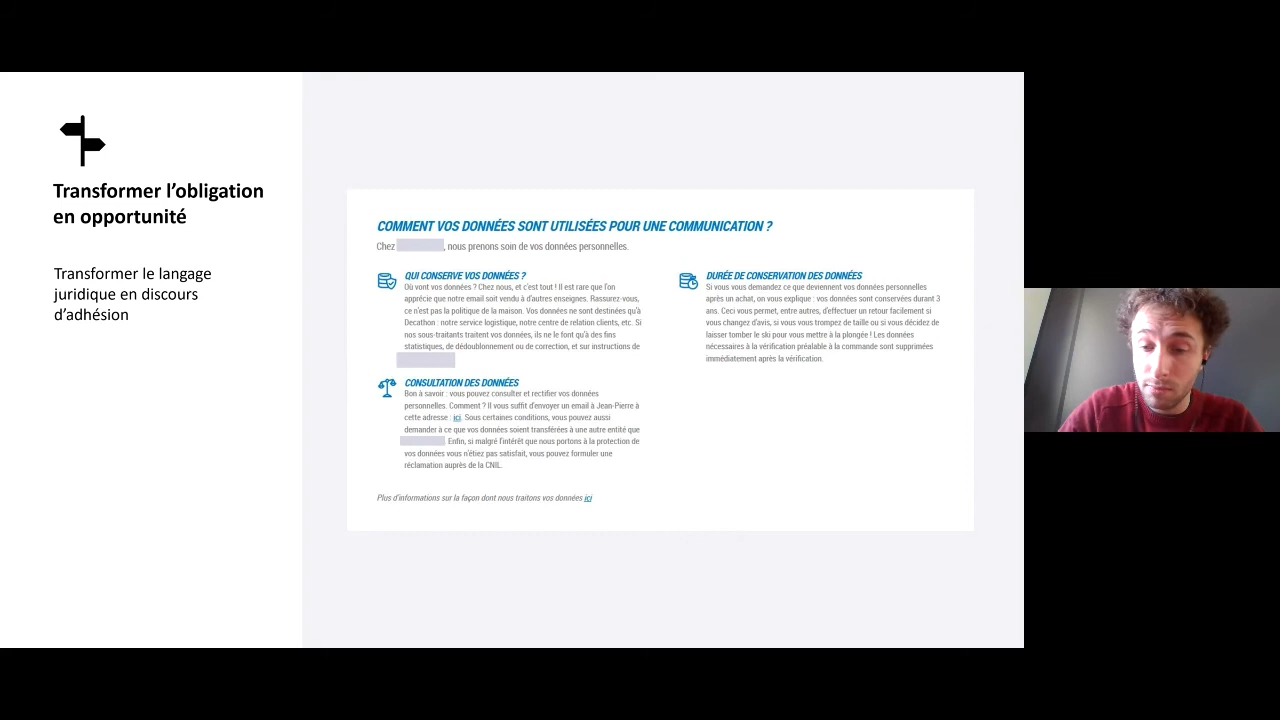 Transformer l’obligation
en opportunité
Transformer le langage
juridique en discours
d’adhésion
COMMENT VOS DONNÉES SONT UTILISÉES POUR UNE COMMUNICATION ?
Chez , nous prenons soin de vos données personnelles.
QUI CONSERVE VOS DONNÉES ?
Où vont vos données ? Chez nous, et c'est tout ! Il est rare que l'on
apprécie que notre email soit vendu à d'autres enseignes. Rassurez-vous,
ce n'est pas la politique de la maison. Vos données ne sont destinées qu'à
Decathon : notre service logistique, notre centre de relation clients, etc. Si
nos sous-traitants traitent vos données, ils ne le font qu'à des fins
statistiques, de dédoublonnement ou de correction, et sur instructions de
CONSULTATION DES DONNÉES
Bon à savoir : vous pouvez consulter et rectifier vos données
personnelles. Comment ? Il vous suffit d'envoyer un email à Jean-Pierre à
cette adresse : ici. Sous certaines conditions, vous pouvez aussi
demander à ce que vos données soient transférées à une autre entité que
. Enfin, si malgré l'intérêt que nous portons à la protection de
vos données vous n'étiez pas satisfait, vous pouvez formuler une
réclamation auprès de la CNIL.
DURÉE DE CONSERVATION DES DONNÉES
Si vous vous demandez ce que deviennent vos données personnelles
après un achat, on vous explique : vos données sont conservées durant 3
ans. Ceci vous permet, entre autres, d'effectuer un retour facilement si
vous changez d'avis, si vous vous trompez de taille ou si vous décidez de
laisser tomber le ski pour vous mettre à la plongée ! Les données
nécessaires à la vérification préalable à la commande sont supprimées
immédiatement après la vérification.
Plus d'informations sur la façon dont nous traitons vos données ici